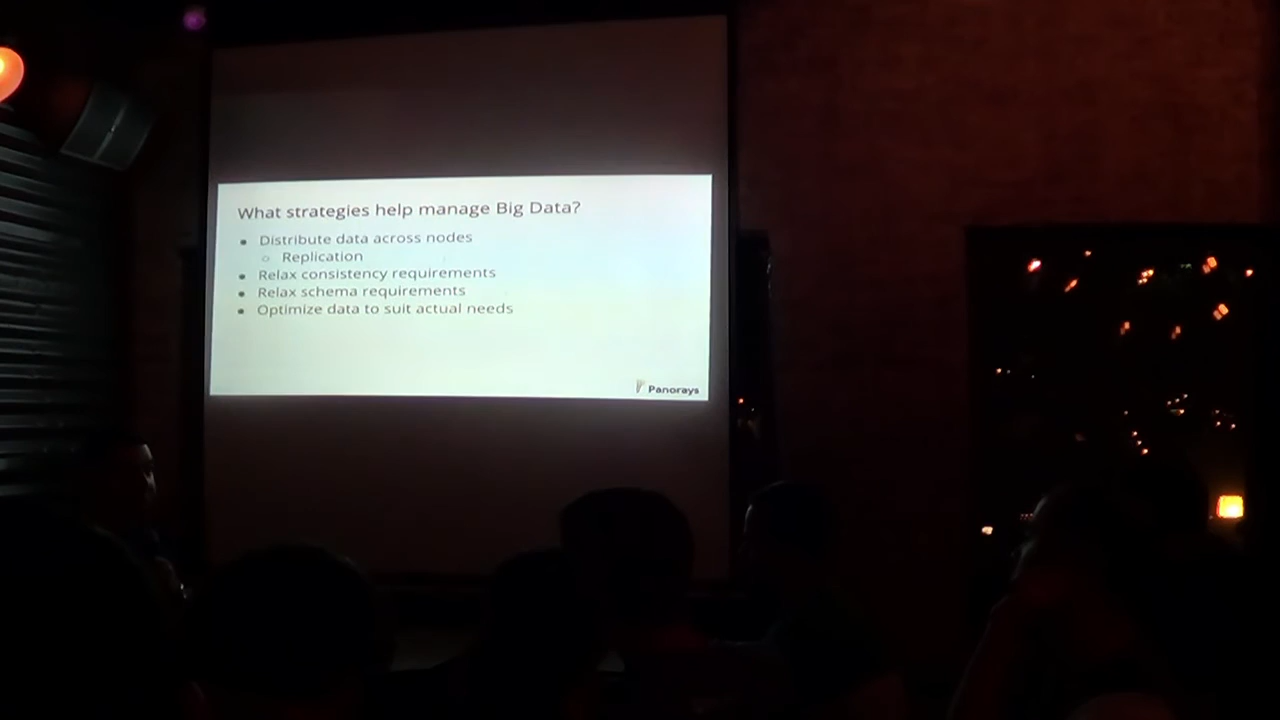 What strategies help manage Big Data?
● Distribute data across nodes
○ Replication
● Relax consistency requirements
● Relax schema requirements
● Optimize data to suit actual needs
Panorays